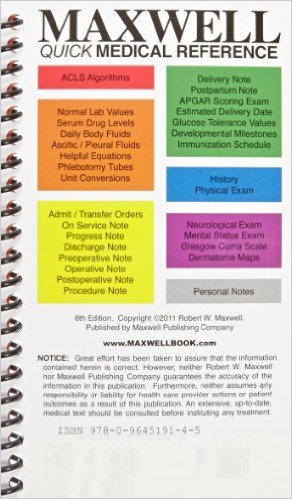 MAXWELL
QUICK MEDICAL REFERENCE
ACLS Algorithms
Normal Lab Values
Serum Drug Levels
Daily Body Fluids
Ascitic / Pleural Fluids
Helpful Equations
Phlebotomy Tubes
Unit Conversions
Admit / Transfer Orders
On Service Note
Progress Note
Discharge Note
Preoperative Note
Operative Note
Postoperative Note
Procedure Note
Delivery Note
Postpartum Note
APGAR Scoring Exam
Estimated Delivery Date
Glucose Tolerance Values
Developmental Milestones
Immunization Schedule
History
Physical Exam
Neurological Exam
Mental Status Exam
Glasgow Coma Scale
Dermatome Maps
Personal Notes
6th Edition. Copyright ©2011 Robert W. Maxwell.
Published by Maxwell Publishing Company
www.MAXWELLBOOK.com
NOTICE: Great effort has been taken to assure that the information
contained herein is correct. However, neither Robert W. Maxwell
nor Maxwell Publishing Company guarantees the accuracy of the
information in this publication. Furthermore, neither assumes any
responsibility or liability for health care provider actions or patient
outcomes as a result of this publication. An extensive, up-to-date,
medical text should be consulted before instituting any treatment.
ISBN 978-0-9645191-4-5